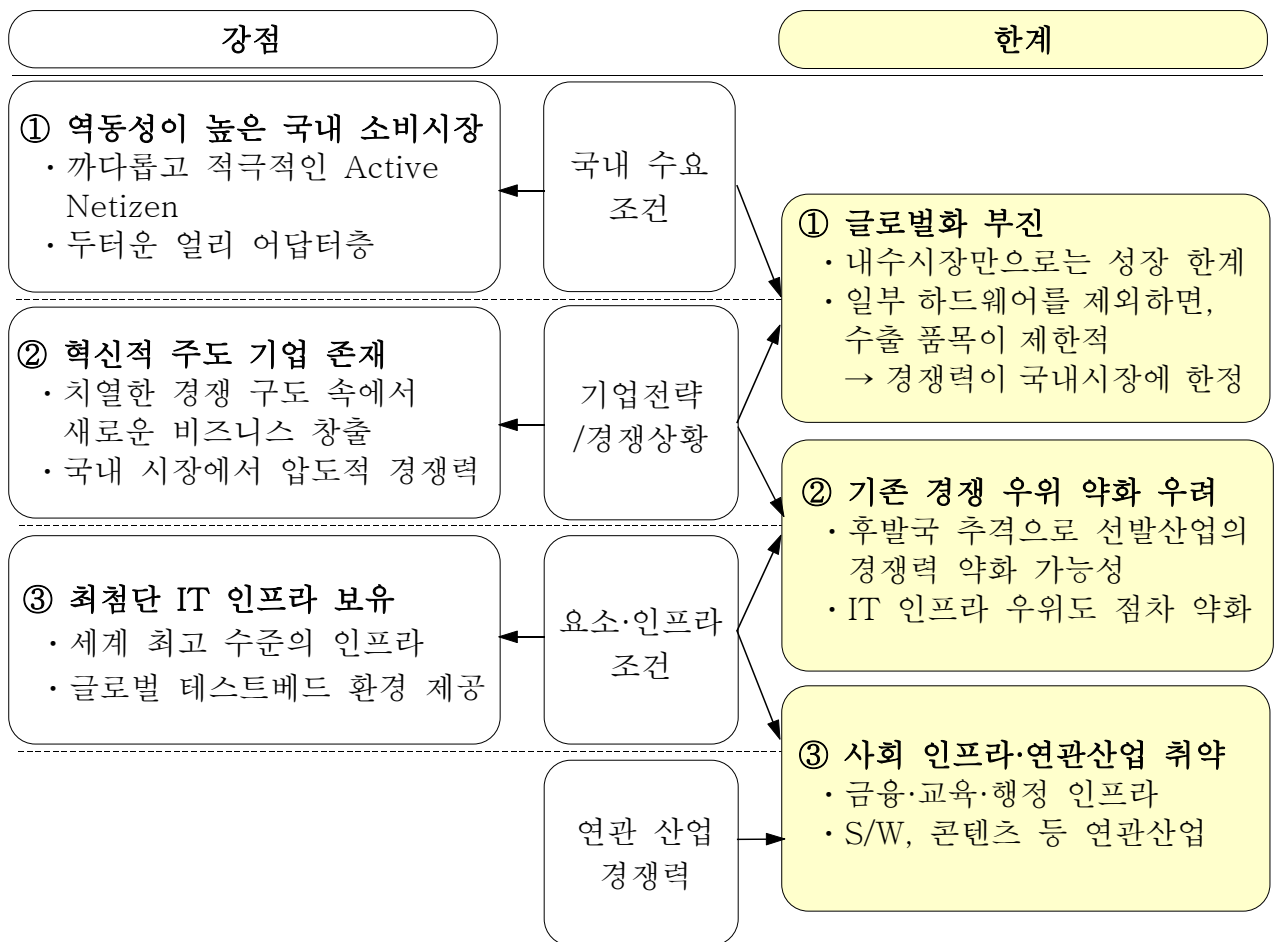 강점
한계
① 역동성이 높은 국내 소비시장
· 까다롭고 적극적인 Active
Netizen
· 두터운 얼리 어답터층
국내 수요
조건
① 글로벌화 부진
· 내수시장만으로는 성장 한계
· 일부 하드웨어를 제외하면,
수출 품목이 제한적
→ 경쟁력이 국내시장에 한정
② 혁신적 주도 기업 존재
· 치열한 경쟁 구도 속에서
새로운 비즈니스 창출
· 국내 시장에서 압도적 경쟁력
기업전략
/경쟁상황
② 기존 경쟁 우위 약화 우려
· 후발국 추격으로 선발산업의
경쟁력 약화 가능성
· IT 인프라 우위도 점차 약화
③ 최첨단 IT 인프라 보유
· 세계 최고 수준의 인프라
· 글로벌 테스트베드 환경 제공
요소·인프라
조건
③ 사회 인프라·연관산업 취약
· 금융·교육·행정 인프라
· S/W, 콘텐츠 등 연관산업
연관 산업
경쟁력